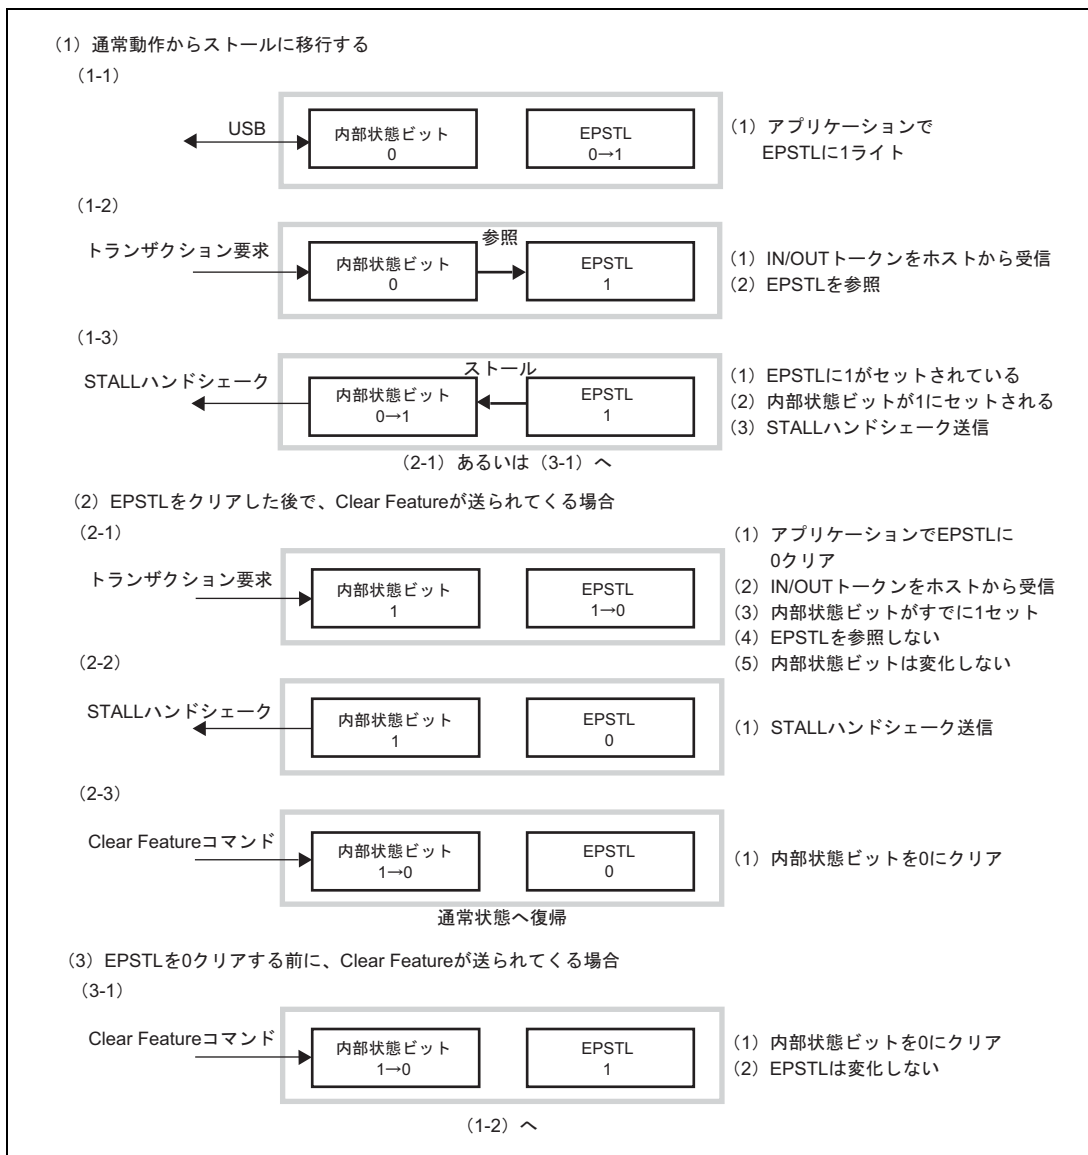 （1）通常動作からストールに移行する
（1-1）
USB
内部状態ビット
0
EPSTL
0→1
（1）アプリケーションで
EPSTLに1ライト
（1-2）
トランザクション要求
内部状態ビット
0
参照
EPSTL
1
（1）IN/OUTトークンをホストから受信
（2）EPSTLを参照
（1-3）
STALLハンドシェーク
内部状態ビット
0→1
ストール
EPSTL
1
（1）EPSTLに1がセットされている
（2）内部状態ビットが1にセットされる
（3）STALLハンドシェーク送信
（2-1）あるいは（3-1）へ
（2）EPSTLをクリアした後で、Clear Featureが送られてくる場合
（2-1）
トランザクション要求
内部状態ビット
1
EPSTL
1→0
（1）アプリケーションでEPSTLに
0クリア
（2）IN/OUTトークンをホストから受信
（3）内部状態ビットがすでに1セット
（4）EPSTLを参照しない
（5）内部状態ビットは変化しない
（2-2）
STALLハンドシェーク
内部状態ビット
1
EPSTL
0
（1）STALLハンドシェーク送信
（2-3）
Clear Featureコマンド
内部状態ビット
1→0
EPSTL
0
（1）内部状態ビットを0にクリア
通常状態へ復帰
（3）EPSTLを0クリアする前に、Clear Featureが送られてくる場合
（3-1）
Clear Featureコマンド
内部状態ビット
1→0
EPSTL
1
（1）内部状態ビットを0にクリア
（2）EPSTLは変化しない
（1-2）へ